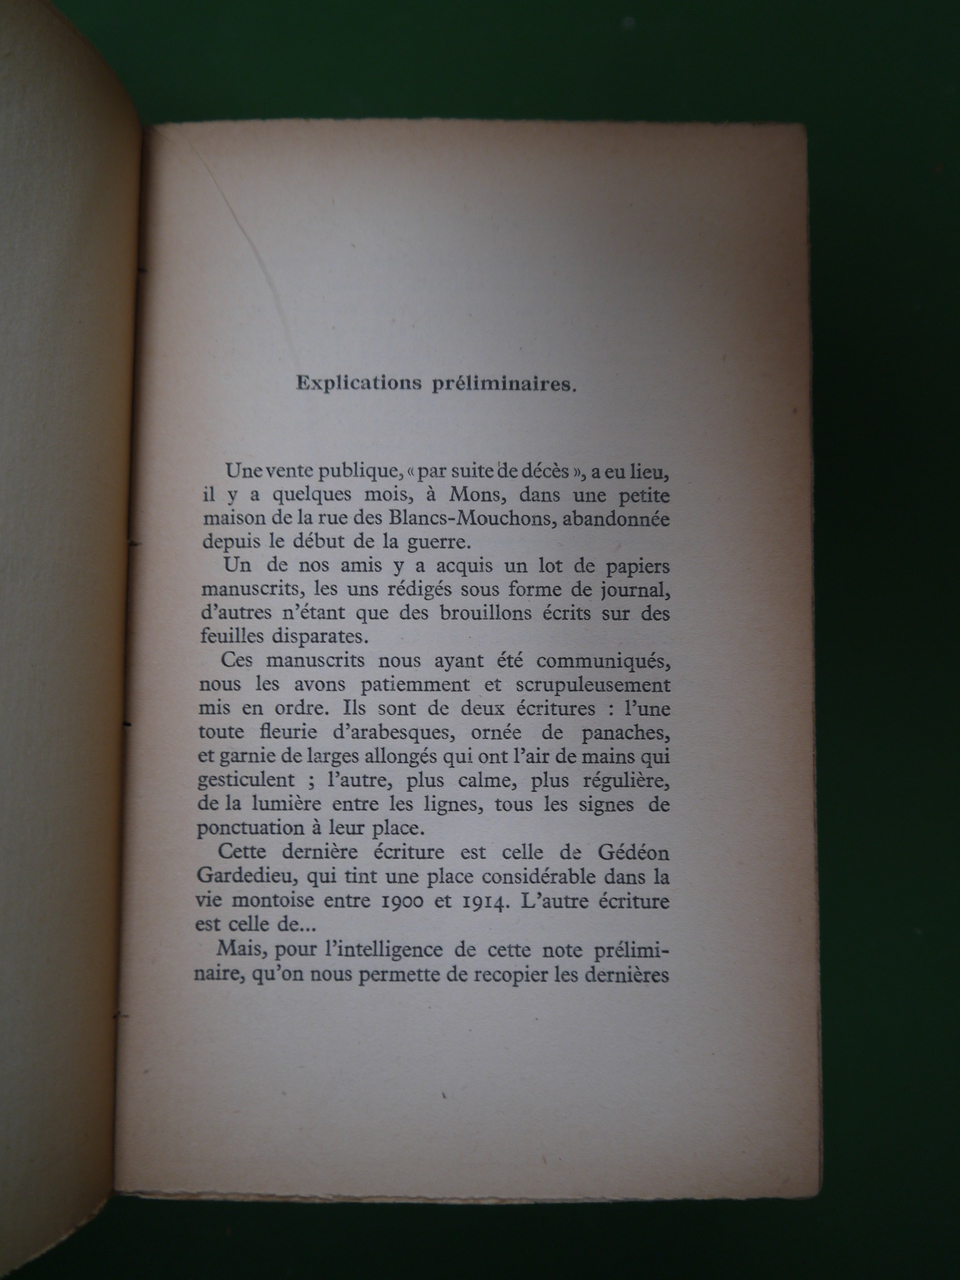 Explications préliminaires.
Une vente publique, « par suite de décès », a eu lieu,
il y a quelques mois, à Mons, dans une petite
maison de la rue des Blancs-Mouchons, abandonnée
depuis le début de la guerre.
Un de nos amis y a acquis un lot de papiers
manuscrits, les uns rédigés sous forme de journal,
d'autres n'étant que des brouillons écrits sur des
feuilles disparates.
Ces manuscrits nous ayant été communiqués,
nous les avons patiemment et scrupuleusement
mis en ordre. Ils sont de deux écritures : l'une
toute fleurie d'arabesques, ornée de panaches,
et garnie de larges allongés qui ont l'air de mains qui
gesticulent ; l'autre, plus calme, plus régulière,
de la lumière entre les lignes, tous les signes de
ponctuation à leur place.
Cette dernière écriture est celle de Gédéon
Gardedieu, qui tint une place considérable dans la
vie montoise entre 1900 et 1914. L'autre écriture
est celle de...
Mais, pour l'intelligence de cette note prélimi-
naire, qu'on nous permette de recopier les dernières